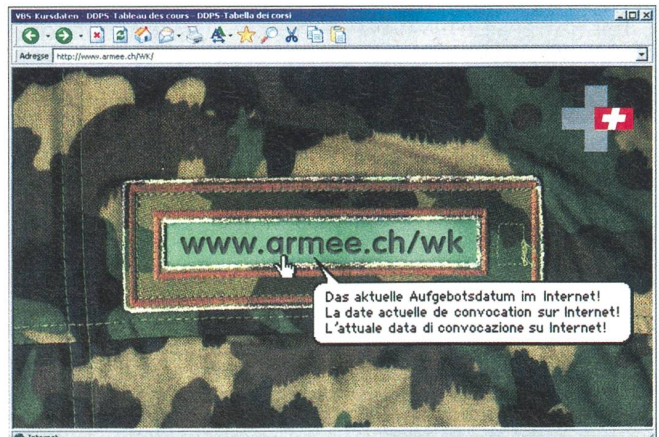 VBS-Kursdaten - DDPS-Tableau des cours - DDPS-Tabella dei corsi
Adresse http://www.armee.ch/WK/
www.armee.ch/wk
Das aktuelle Aufgebotsdatum im Internet!
La date actuelle de convocation sur Internet!
L'attuale data di convocazione su Internet!
Internet